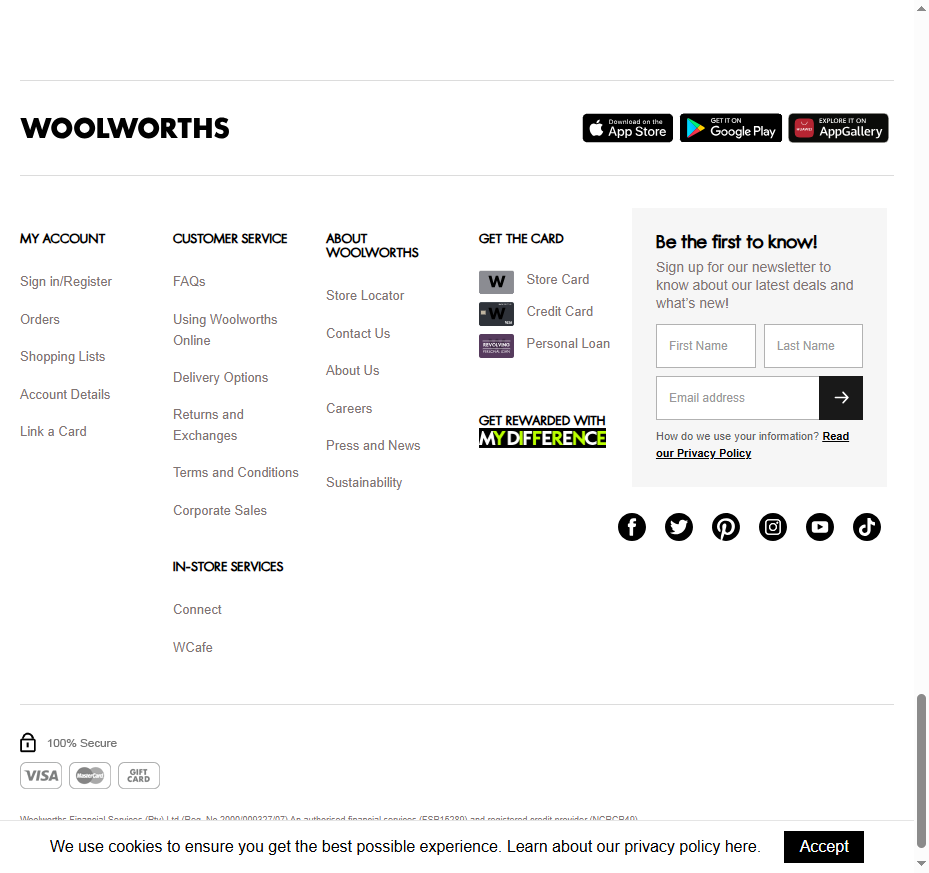 WOOLWORTHS
Download on the
App Store
GET IT ON
Google Play
HUAWEI
EXPLORE IT ON
AppGallery
MY ACCOUNT
Sign in/Register
Orders
Shopping Lists
Account Details
Link a Card
CUSTOMER SERVICE
FAQs
Using Woolworths
Online
Delivery Options
Returns and
Exchanges
Terms and Conditions
Corporate Sales
IN-STORE SERVICES
Connect
WCafe
ABOUT
WOOLWORTHS
Store Locator
Contact Us
About Us
Careers
Press and News
Sustainability
GET THE CARD
W
Store Card
W
Credit Card
REVOLVING
PERSONAL LOAN
Personal Loan
GET REWARDED WITH
MY DIFFERENCE
Be the first to know!
Sign up for our newsletter to
know about our latest deals and
what's new!
First Name
Last Name
Email address
How do we use your information? Read
our Privacy Policy
100% Secure
VISA
MasterCard
GIFT
CARD
Woolworths Financial Services (Pty) Ltd (Reg. No 2000/009327/07) An authorised financial services (FSP15289) and registered credit provider (NCRCP49).
We use cookies to ensure you get the best possible experience. Learn about our privacy policy here.
Accept